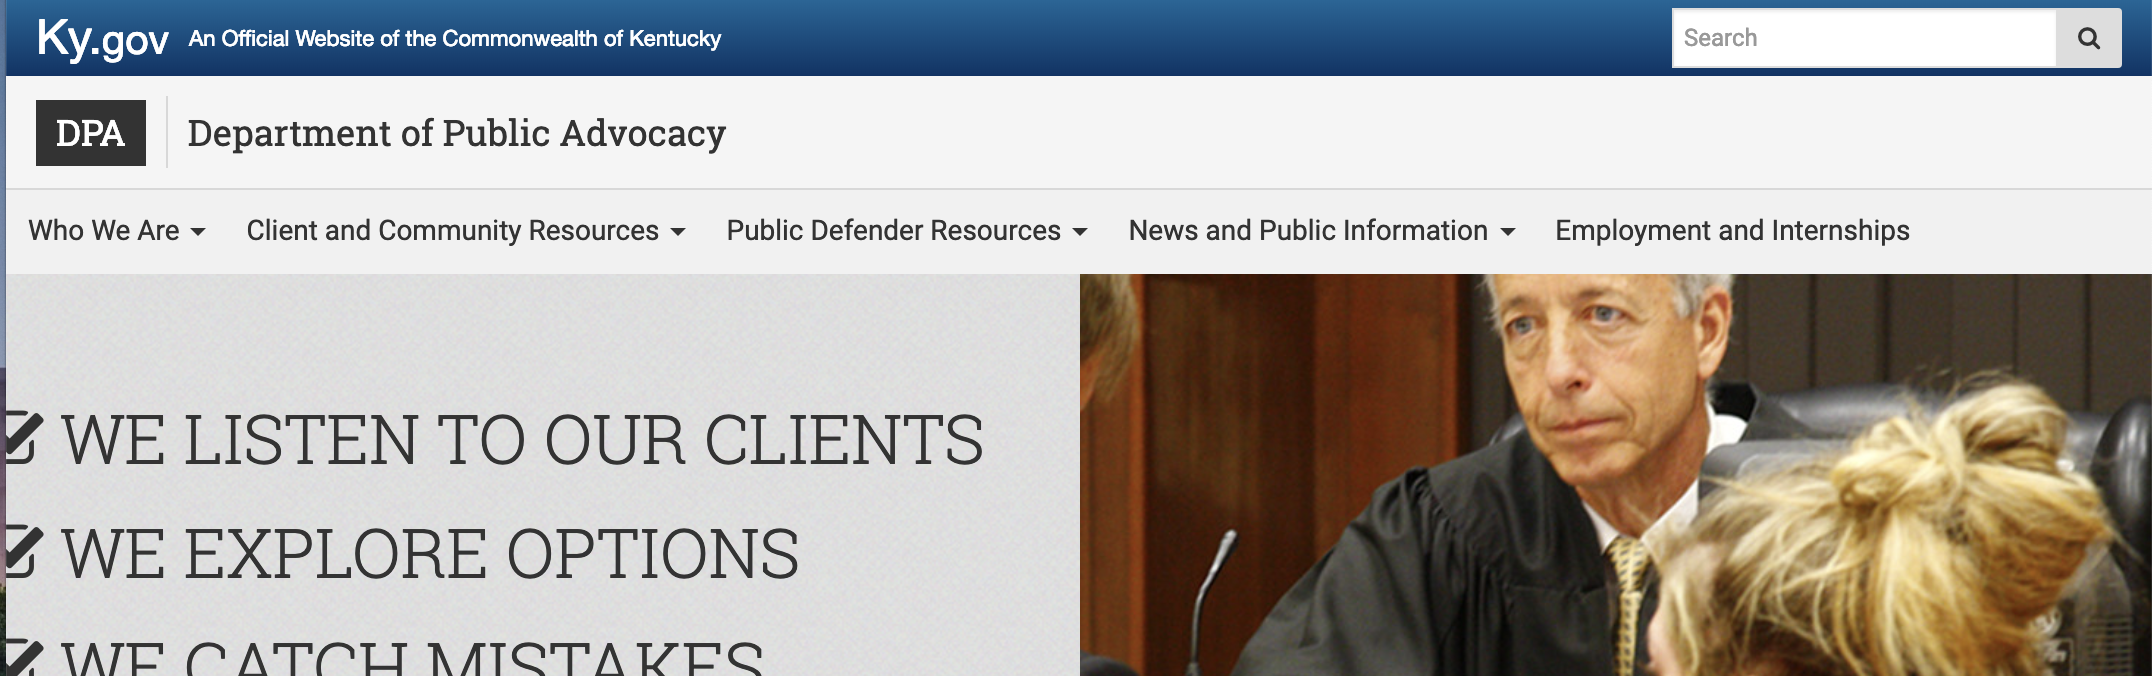 Ky.gov An Official Website of the Commonwealth of Kentucky Search
DPA Department of Public Advocacy
Who We Are Client and Community Resources Public Defender Resources News and Public Information Employment and Internships
WE LISTEN TO OUR CLIENTS
WE EXPLORE OPTIONS
WE CATCH MISTAKES